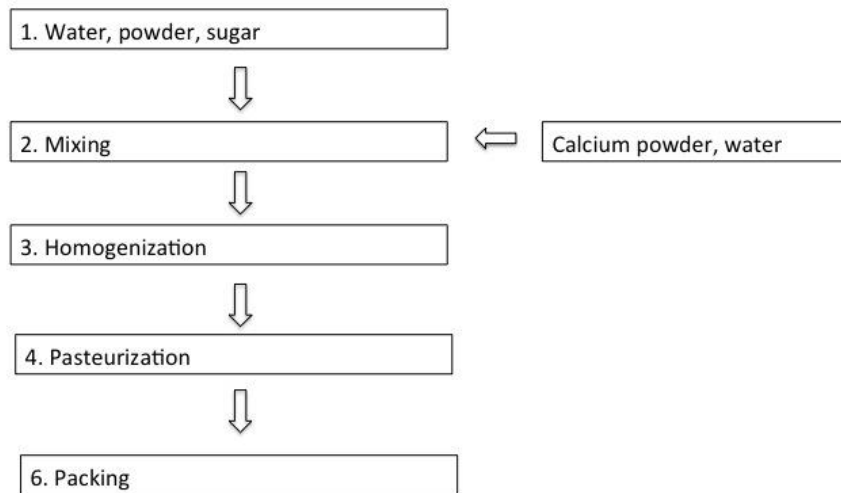 1. Water, powder, sugar
2. Mixing
Calcium powder, water
3. Homogenization
4. Pasteurization
6. Packing